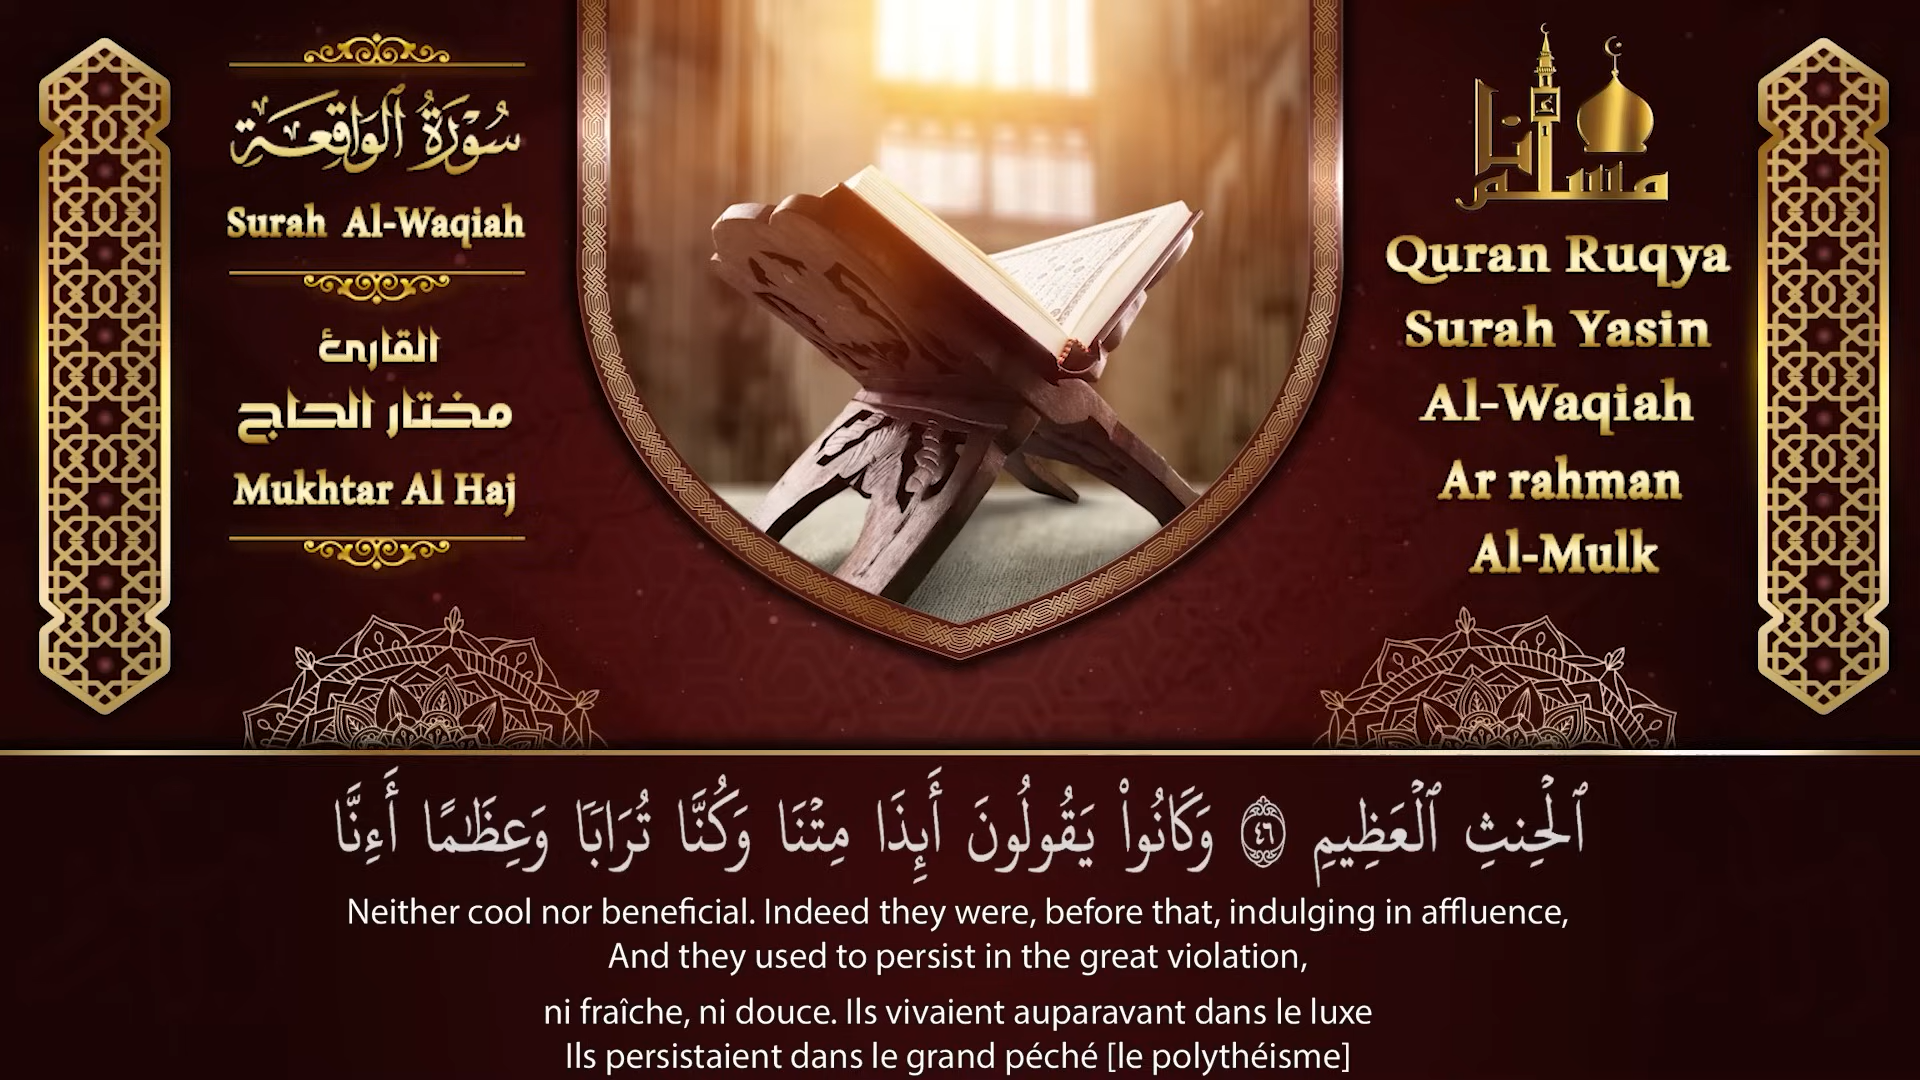 سُورَةُ ٱلْوَاقِعَة
Surah Al-Waqiah
القارئ
مختار الحاج
Mukhtar Al Haj
أنا مسلم
Quran Ruqya
Surah Yasin
Al-Waqiah
Ar rahman
Al-Mulk
ٱلْحِنثِ ٱلْعَظِيمِ ٤٦ وَكَانُوا۟ يَقُولُونَ أَئِذَا مِتْنَا وَكُنَّا تُرَابًا وَعِظَـٰمًا أَءِنَّا
Neither cool nor beneficial. Indeed they were, before that, indulging in affluence,
And they used to persist in the great violation,
ni fraîche, ni douce. Ils vivaient auparavant dans le luxe
Ils persistaient dans le grand péché [le polythéisme]